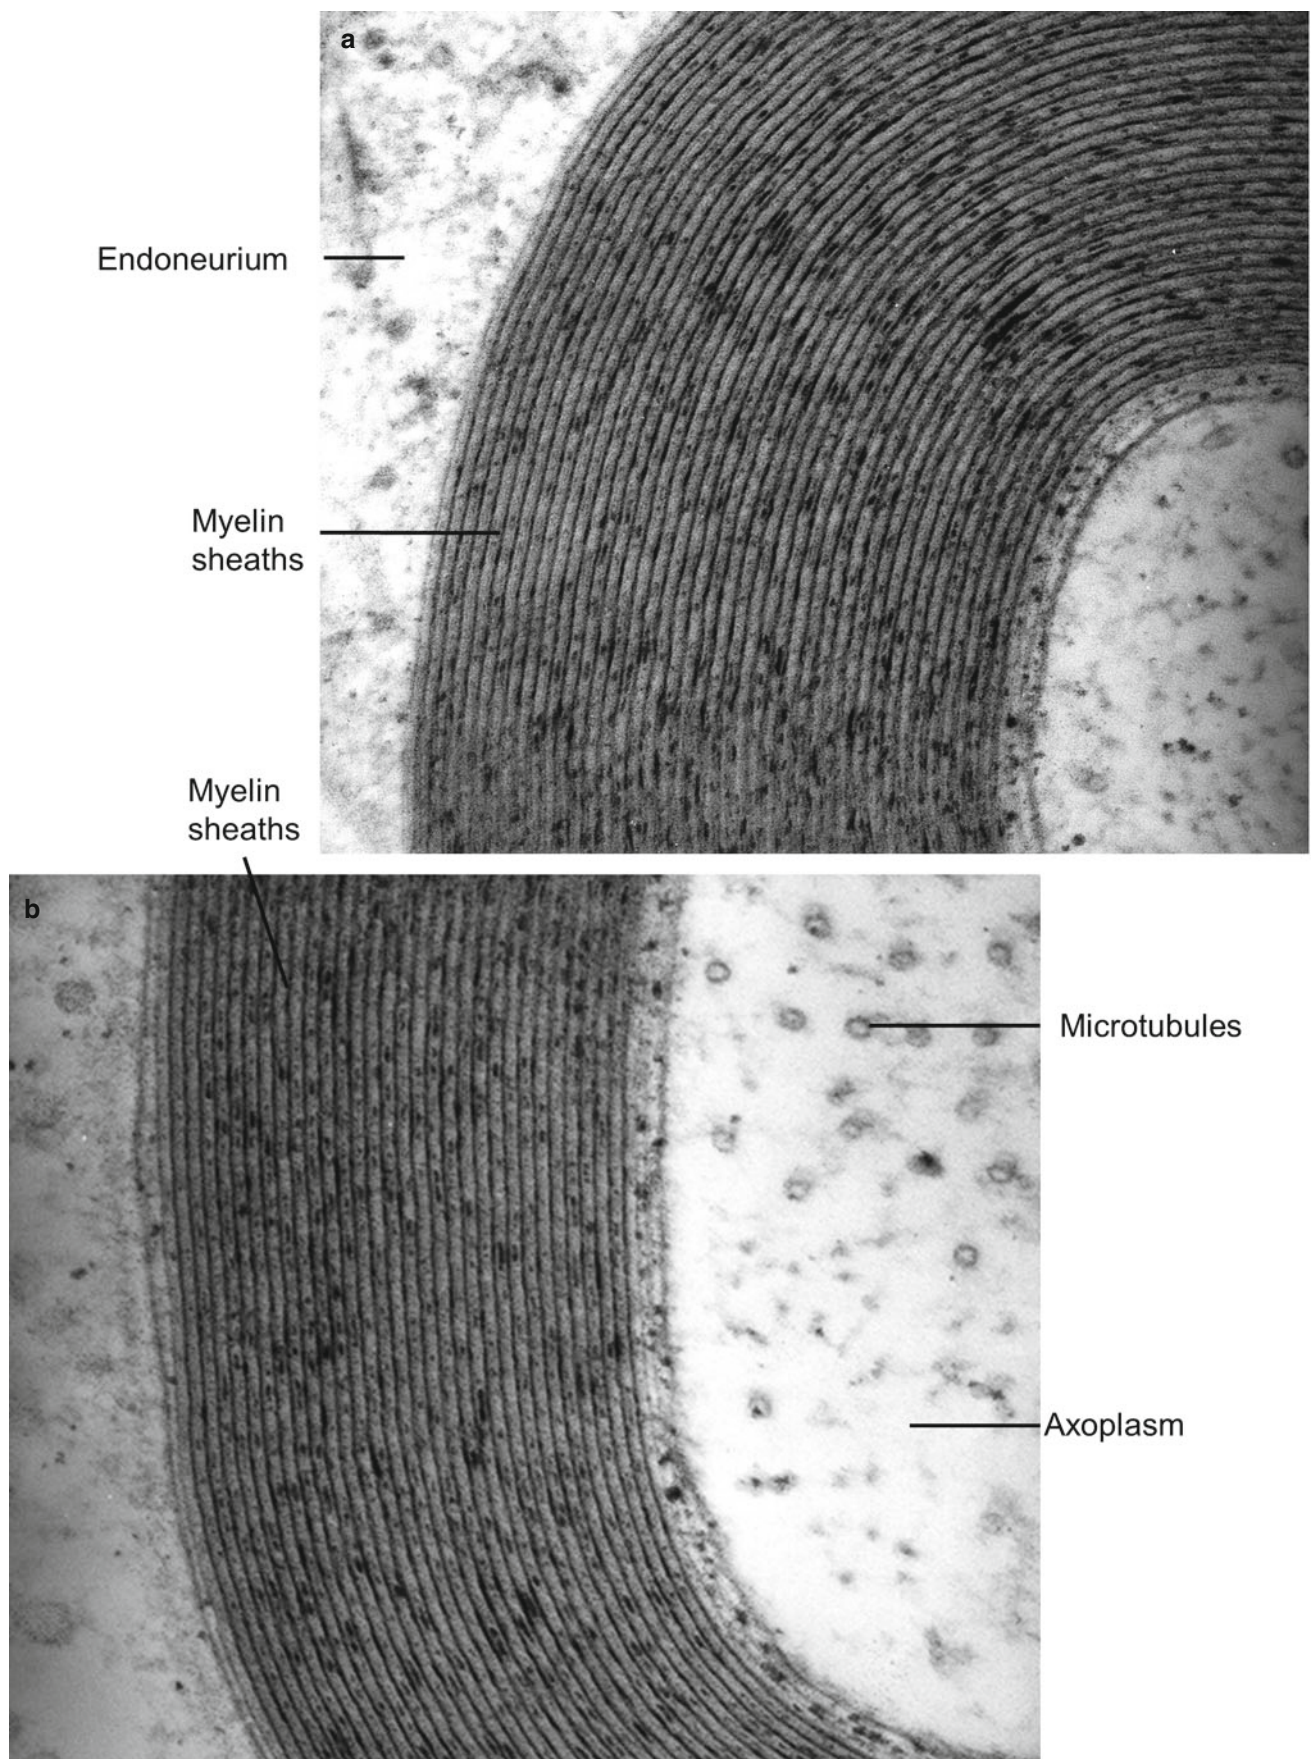 a
Endoneurium
Myelin
sheaths
Myelin
sheaths
b
Microtubules
Axoplasm